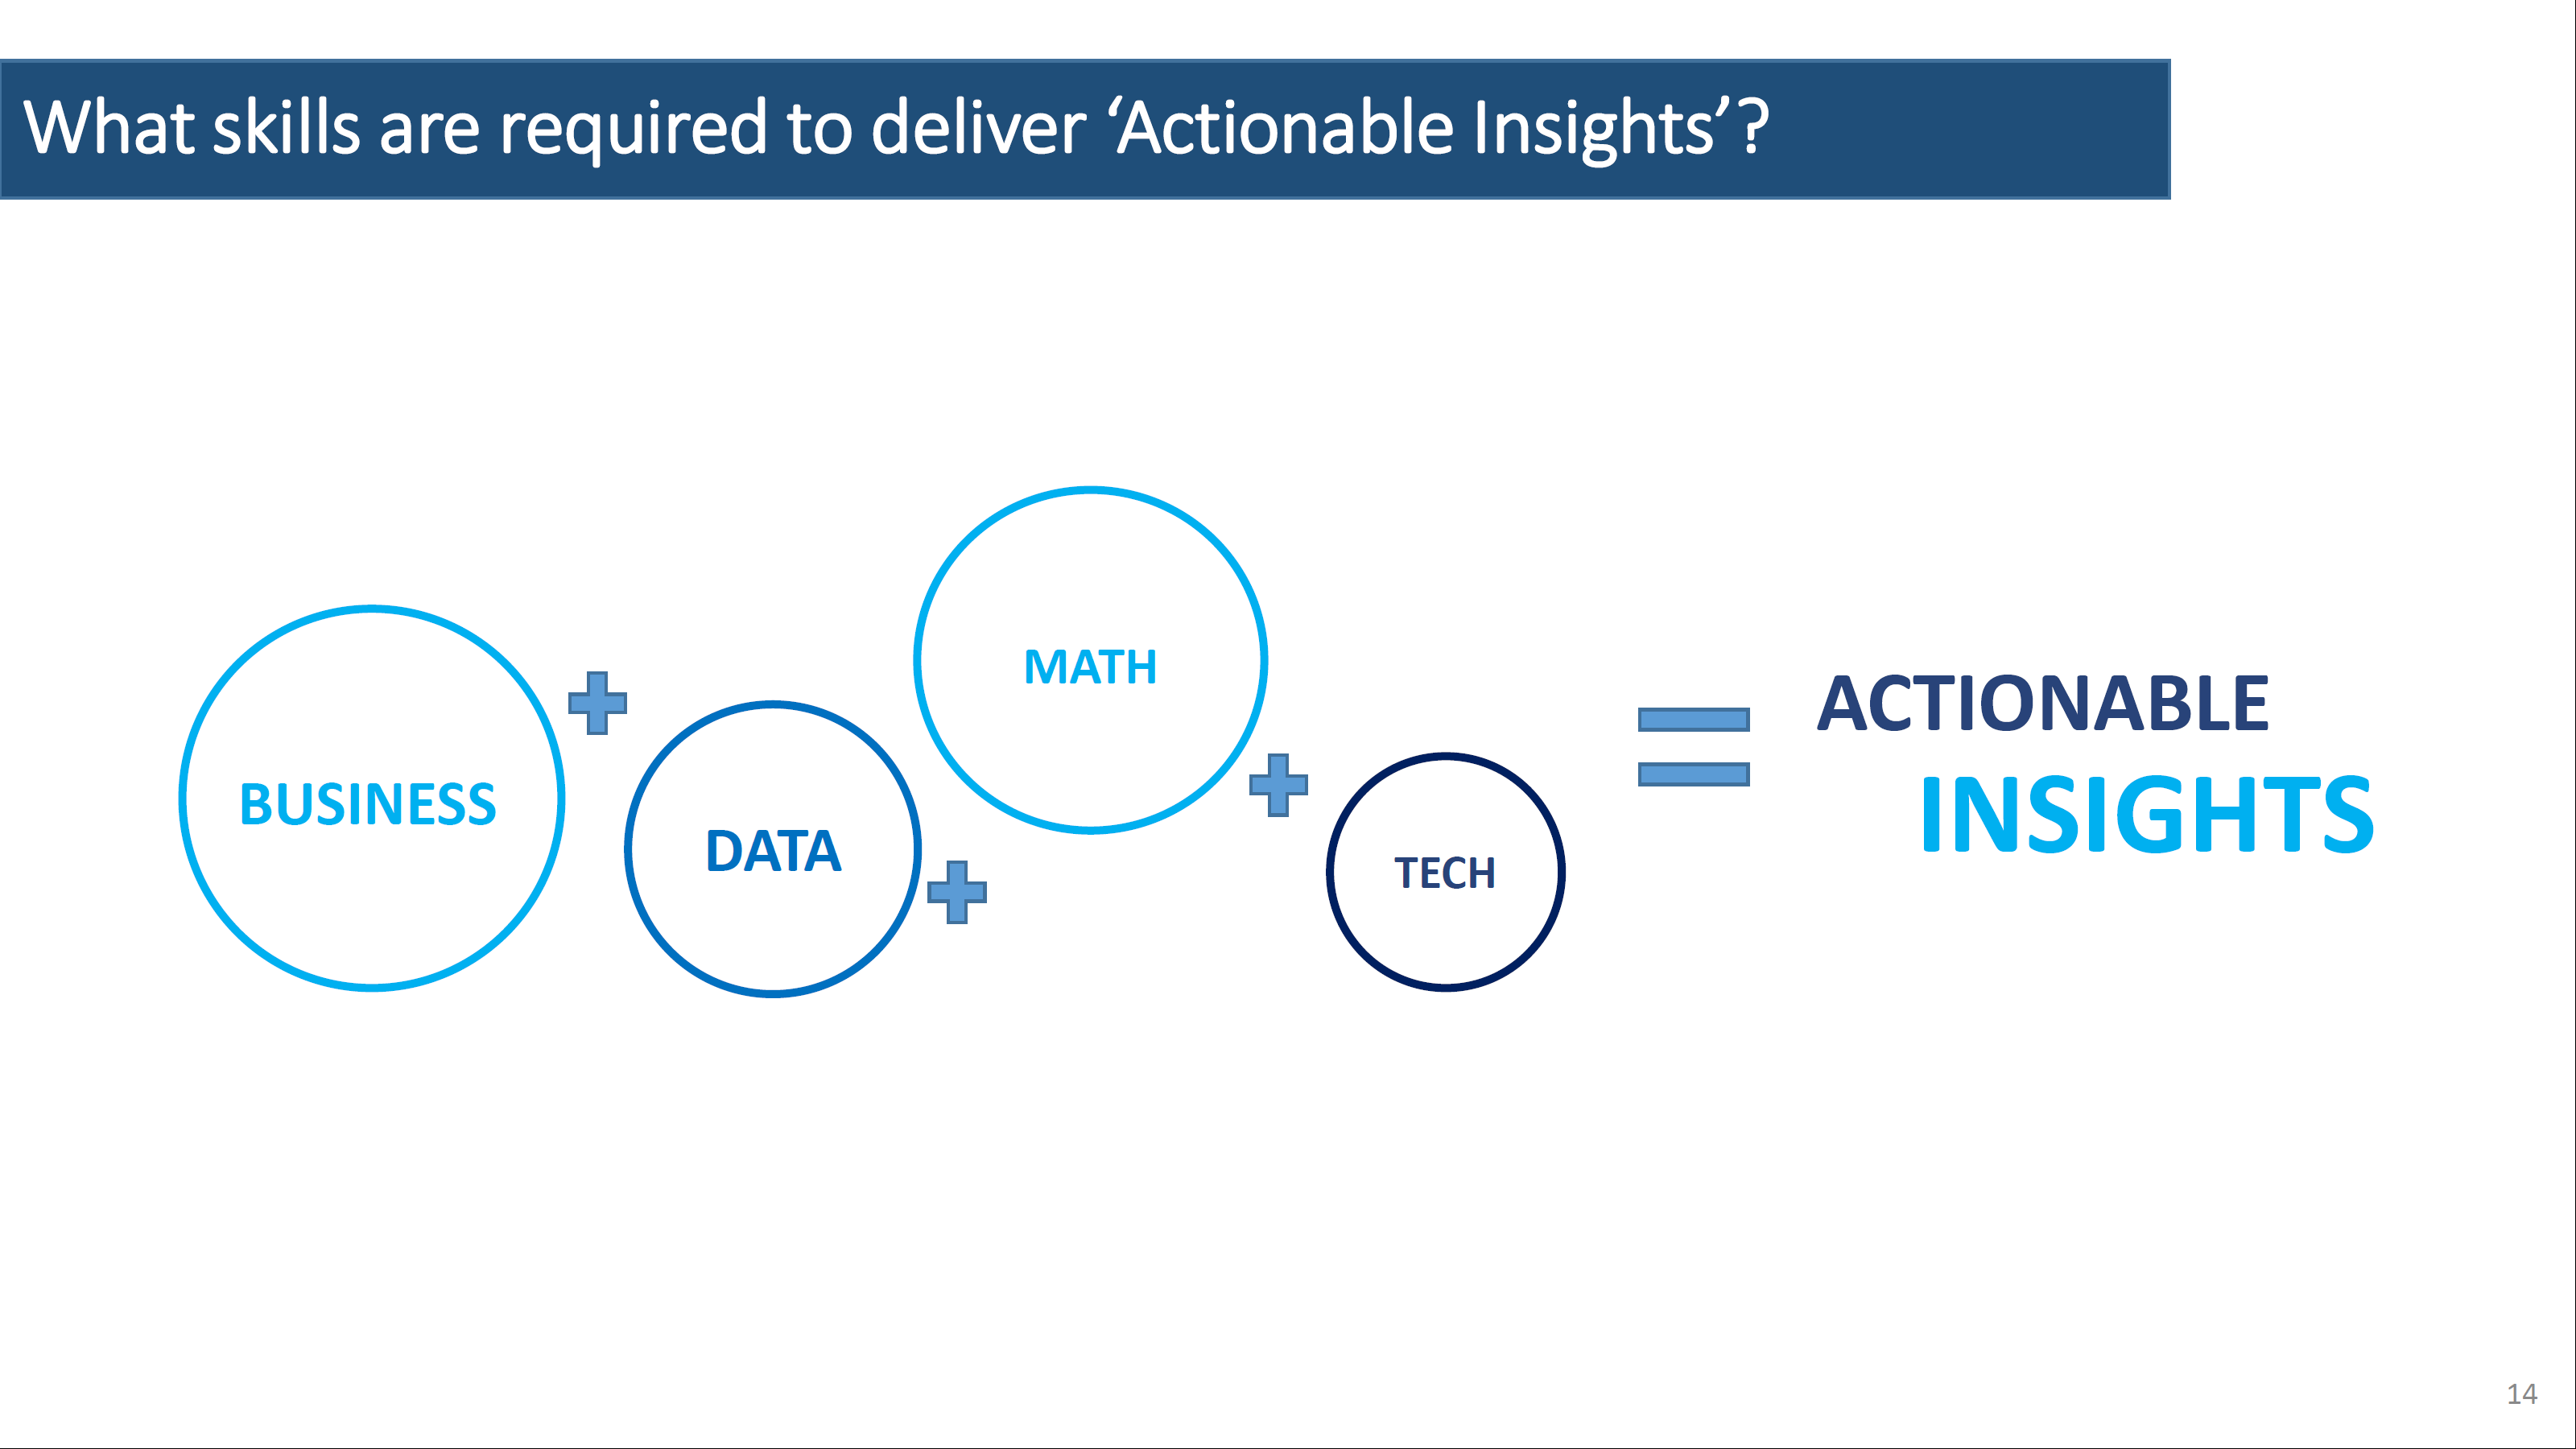 What skills are required to deliver ‘Actionable Insights’?
BUSINESS
DATA
MATH
TECH
ACTIONABLE
INSIGHTS
14